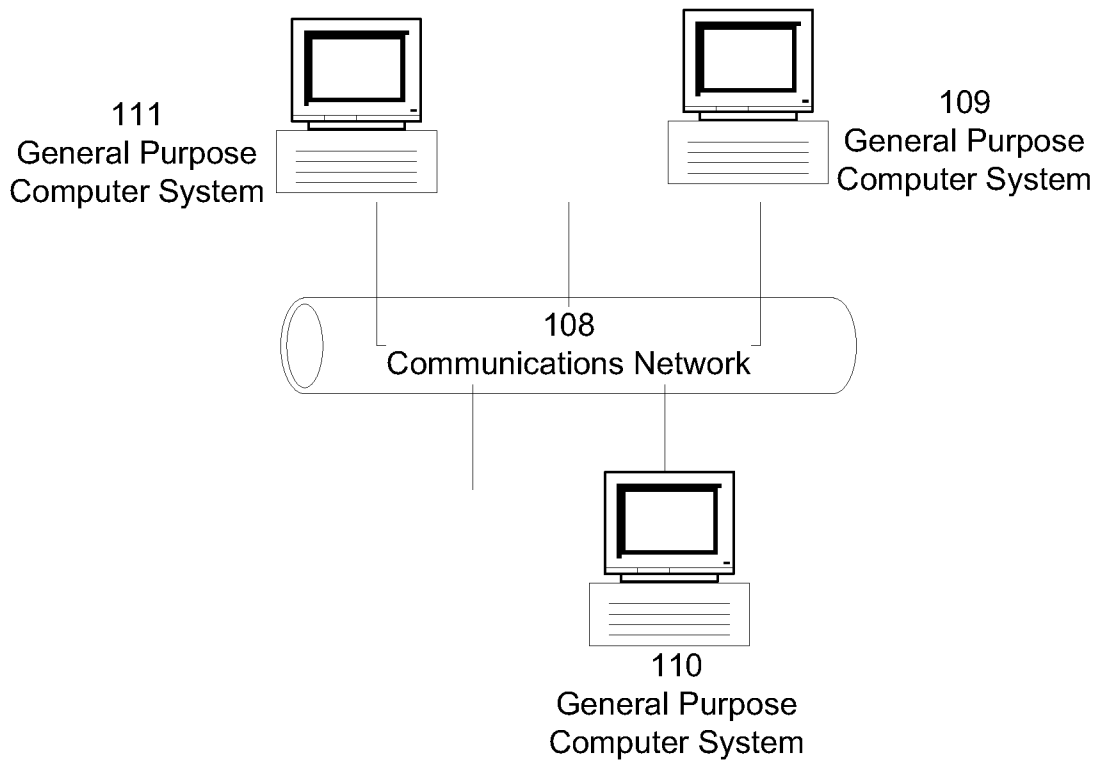 111
General Purpose
Computer System
109
General Purpose
Computer System
108
Communications Network
110
General Purpose
Computer System